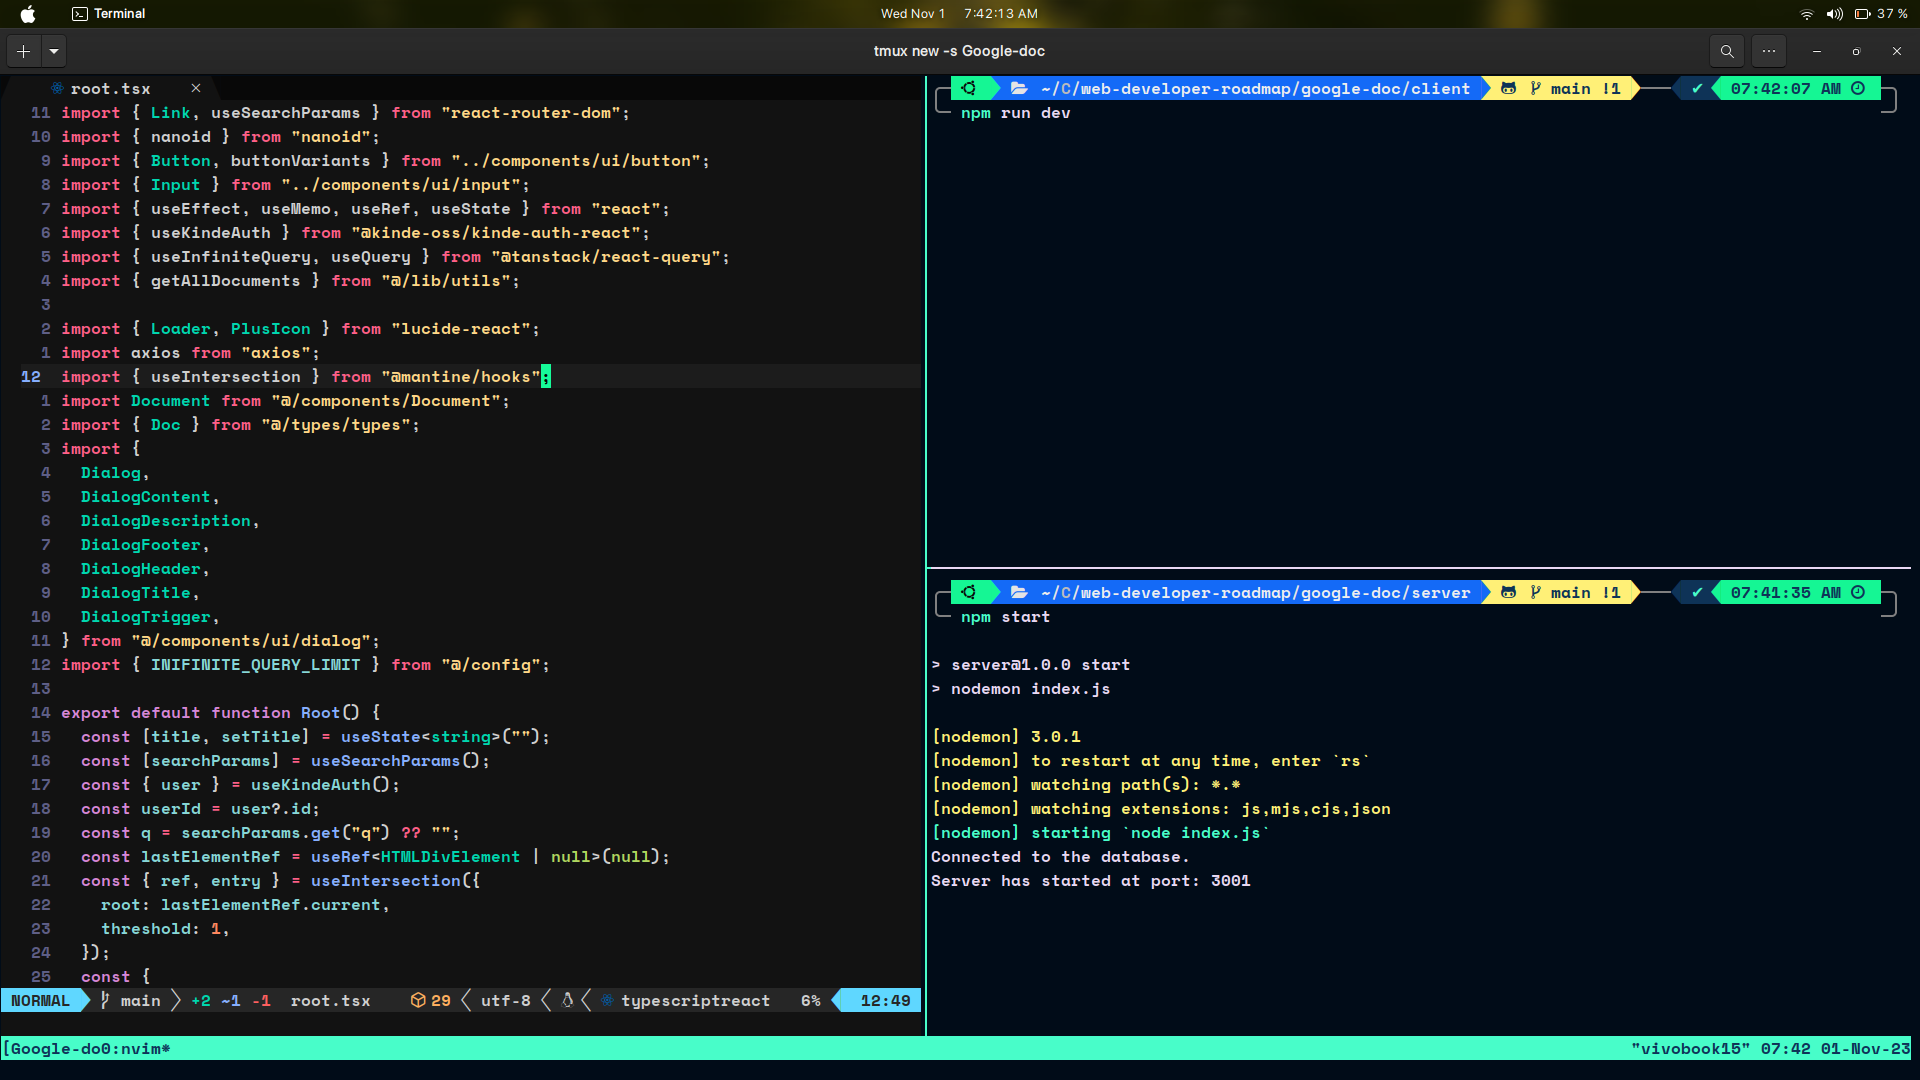 Terminal
Wed Nov 1 7:42:13 AM
37 %
tmux new -s Google-doc
root.tsx ×
11 import { Link, useSearchParams } from "react-router-dom";
10 import { nanoid } from "nanoid";
9 import { Button, buttonVariants } from "../components/ui/button";
8 import { Input } from "../components/ui/input";
7 import { useEffect, useMemo, useRef, useState } from "react";
6 import { useKindeAuth } from "@kinde-oss/kinde-auth-react";
5 import { useInfiniteQuery, useQuery } from "@tanstack/react-query";
4 import { getAllDocuments } from "@/lib/utils";
3
2 import { Loader, PlusIcon } from "lucide-react";
1 import axios from "axios";
12 import { useIntersection } from "@mantine/hooks";
1 import Document from "@/components/Document";
2 import { Doc } from "@/types/types";
3 import {
4 Dialog,
5 DialogContent,
6 DialogDescription,
7 DialogFooter,
8 DialogHeader,
9 DialogTitle,
10 DialogTrigger,
11 } from "@/components/ui/dialog";
12 import { INIFINITE_QUERY_LIMIT } from "@/config";
13
14 export default function Root() {
15 const [title, setTitle] = useState<string>("");
16 const [searchParams] = useSearchParams();
17 const { user } = useKindeAuth();
18 const userId = user?.id;
19 const q = searchParams.get("q") ?? "";
20 const lastElementRef = useRef<HTMLDivElement | null>(null);
21 const { ref, entry } = useIntersection({
22 root: lastElementRef.current,
23 threshold: 1,
24 });
25 const {
NORMAL main +2 ~1 -1 root.tsx 29 utf-8 typescriptreact 6% 12:49
~/C/web-developer-roadmap/google-doc/client main !1 ✔ 07:42:07 AM
npm run dev
~/C/web-developer-roadmap/google-doc/server main !1 ✔ 07:41:35 AM
npm start
> server@1.0.0 start
> nodemon index.js
[nodemon] 3.0.1
[nodemon] to restart at any time, enter `rs`
[nodemon] watching path(s): *.*
[nodemon] watching extensions: js,mjs,cjs,json
[nodemon] starting `node index.js`
Connected to the database.
Server has started at port: 3001
[Google-do0:nvim* "vivobook15" 07:42 01-Nov-23